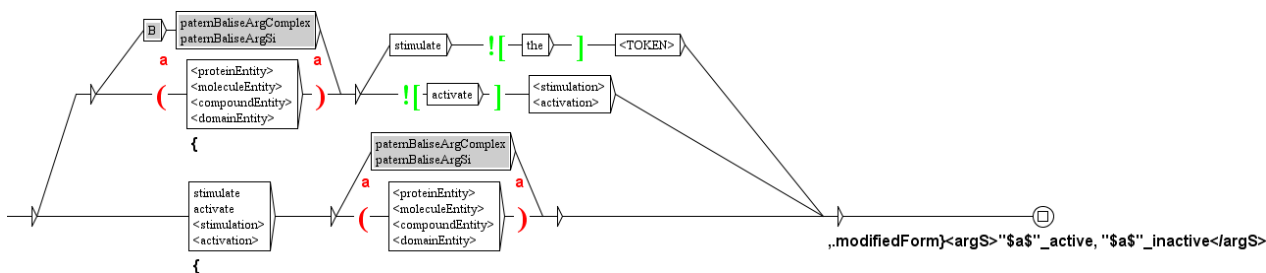 B
paternBaliseArgComplex
paternBaliseArgSi
a
a
(
<proteinEntity>
<moleculeEntity>
<compoundEntity>
<domainEntity>
)
{
stimulate
![
the
]
<TOKEN>
![
activate
]
<stimulation>
<activation>
paternBaliseArgComplex
paternBaliseArgSi
a
a
stimulate
activate
<stimulation>
<activation>
{
(
<proteinEntity>
<moleculeEntity>
<compoundEntity>
<domainEntity>
)
,.modifiedForm}<argS>"$a$"_active, "$a$"_inactive</argS>